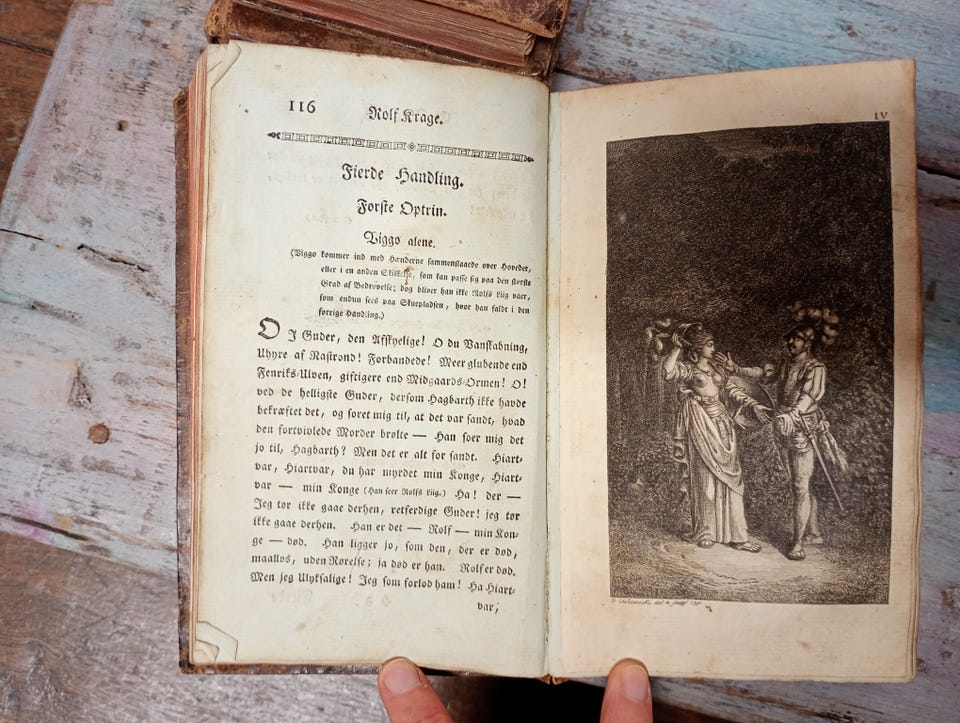 116
Rolf Krage.
Fierde Handling.
Første Optrin.
Viggo alene.
(Viggo kommer ind med Hænderne sammenslaaede over Hovedet,
eller i en anden Skikkelse, som kan passe sig paa den største
Grad af Bedrøvelse; dog bliver han ikke Rolfs Liig vaer,
som endnu sees paa Skuepladsen, hvor han faldt i den
forrige Handling.)
O I Guder, den Afskyelige! O du Vanskabning,
Uhyre af Nastrond! Forbandede! Meer glubende end
Fenriks-Ulven, giftigere end Midgaards-Ormen! O!
ved de helligste Guder, dersom Hagbarth ikke havde
bekræftet det, og foret mig til, at det var sandt, hvad
den fortvivlede Morder brølte — Han soer mig det
jo til, Hagbarth? Men det er alt for sandt. Hiart-
var, Hiartvar, du har myrdet min Konge, Hiart-
var — min Konge (Han seer Rolfs Liig.) Ha! der —
Jeg tør ikke gaae derhen, retfærdige Guder! jeg tør
ikke gaae derhen. Han er det — Rolf — min Kon-
ge — død. Han ligger jo, som den, der er død,
maalløs, uden Rørelse; ja død er han. Rolf er død.
Men jeg Ulyksalige! Jeg som forlod ham! Ha Hiart-
var,
IV